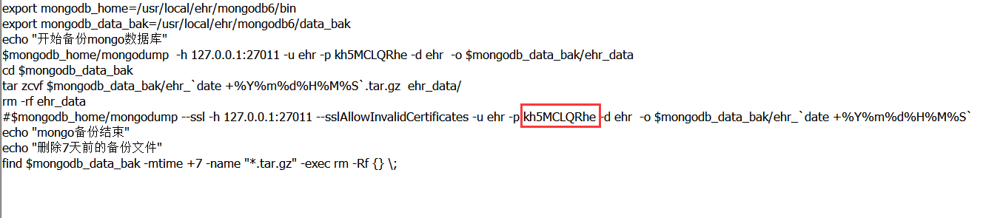 export mongodb_home=/usr/local/ehr/mongodb6/bin
export mongodb_data_bak=/usr/local/ehr/mongodb6/data_bak
echo "开始备份mongo数据库"
$mongodb_home/mongodump  -h 127.0.0.1:27011 -u ehr -p kh5MCLQRhe -d ehr  -o $mongodb_data_bak/ehr_data
cd $mongodb_data_bak
tar zcvf $mongodb_data_bak/ehr_`date +%Y%m%d%H%M%S`.tar.gz  ehr_data/
rm -rf ehr_data
#$mongodb_home/mongodump --ssl -h 127.0.0.1:27011 --sslAllowInvalidCertificates -u ehr -p kh5MCLQRhe -d ehr  -o $mongodb_data_bak/ehr_`date +%Y%m%d%H%M%S`
echo "mongo备份结束"
echo "删除7天前的备份文件"
find $mongodb_data_bak -mtime +7 -name "*.tar.gz" -exec rm -Rf {} \;